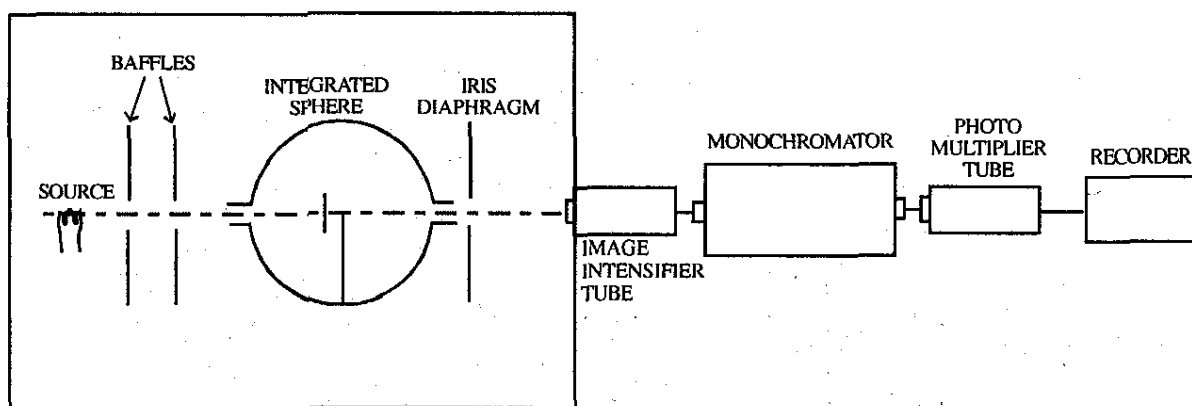 BAFFLES
INTEGRATED
SPHERE
IRIS
DIAPHRAGM
SOURCE
MONOCHROMATOR
PHOTO
MULTIPLIER
TUBE
RECORDER
IMAGE
INTENSIFIER
TUBE